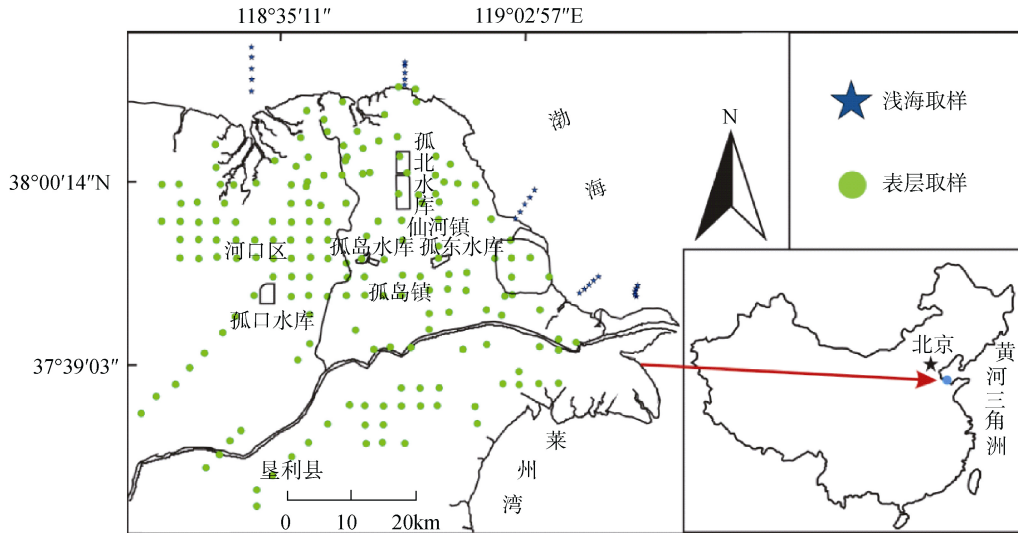 118°35′11″
119°02′57″E
38°00′14″N
37°39′03″
渤
海
孤
北
水
库
仙河镇
孤岛水库
孤东水库
河口区
孤岛镇
孤口水库
垦利县
莱
州
湾
0
10
20km
N
浅海取样
表层取样
北京
黄
河
三
角
洲